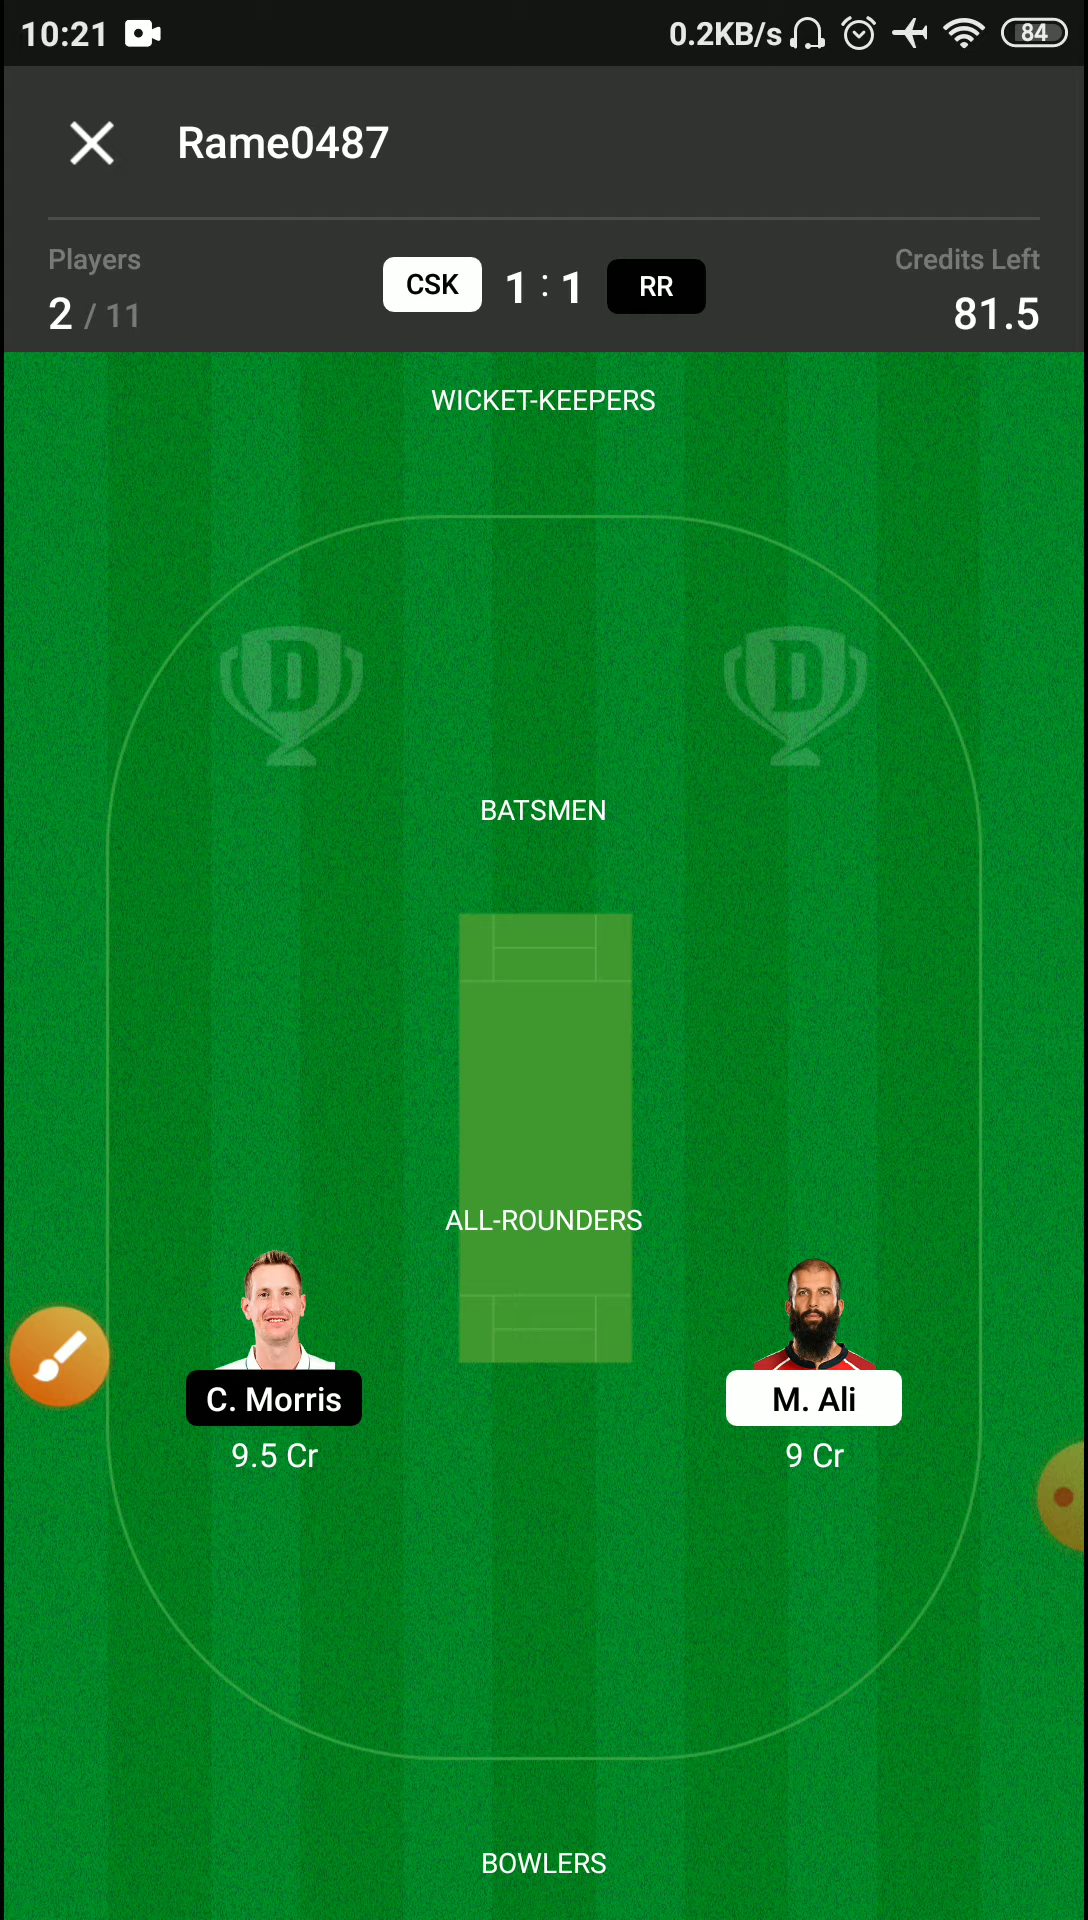 10:21 0.2KB/s 84
Rame0487
Players CSK 1 : 1 RR Credits Left
2 / 11 81.5
WICKET-KEEPERS
D D
BATSMEN
ALL-ROUNDERS
C. Morris M. Ali
9.5 Cr 9 Cr
BOWLERS